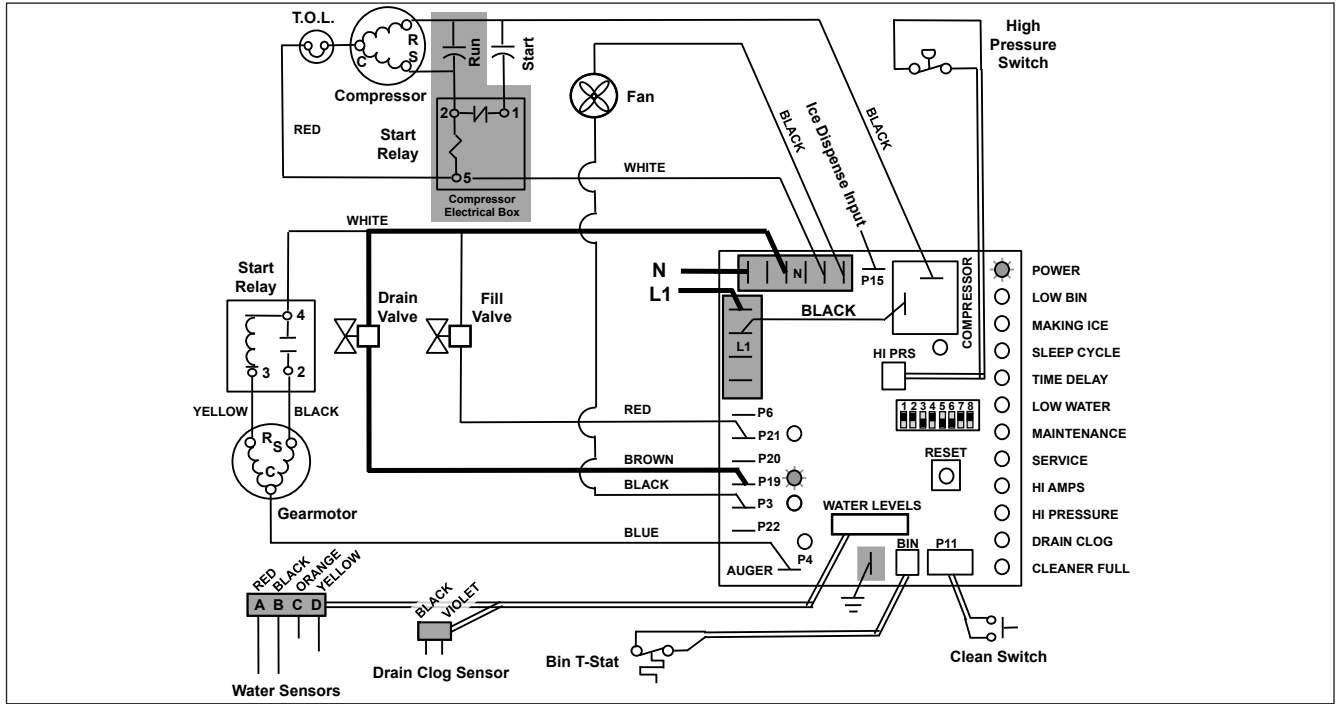 T.O.L.
R
S
C
Run
Start
Compressor
2
1
RED
Start
Relay
5
Compressor
Electrical Box
Fan
WHITE
BLACK
Ice Dispense Input
BLACK
High
Pressure
Switch
WHITE
Start
Relay
4
3
2
Drain
Valve
Fill
Valve
N
L1
N
P15
BLACK
L1
COMPRESSOR
HI PRS
1 2 3 4 5 6 7 8
RESET
POWER
LOW BIN
MAKING ICE
SLEEP CYCLE
TIME DELAY
LOW WATER
MAINTENANCE
SERVICE
HI AMPS
HI PRESSURE
DRAIN CLOG
CLEANER FULL
YELLOW
BLACK
R
S
C
Gearmotor
RED
P6
P21
P20
BROWN
P19
BLACK
P3
P22
BLUE
P4
AUGER
WATER LEVELS
BIN
P11
RED
BLACK
ORANGE
YELLOW
A B C D
Water Sensors
BLACK
VIOLET
Drain Clog Sensor
Bin T-Stat
Clean Switch